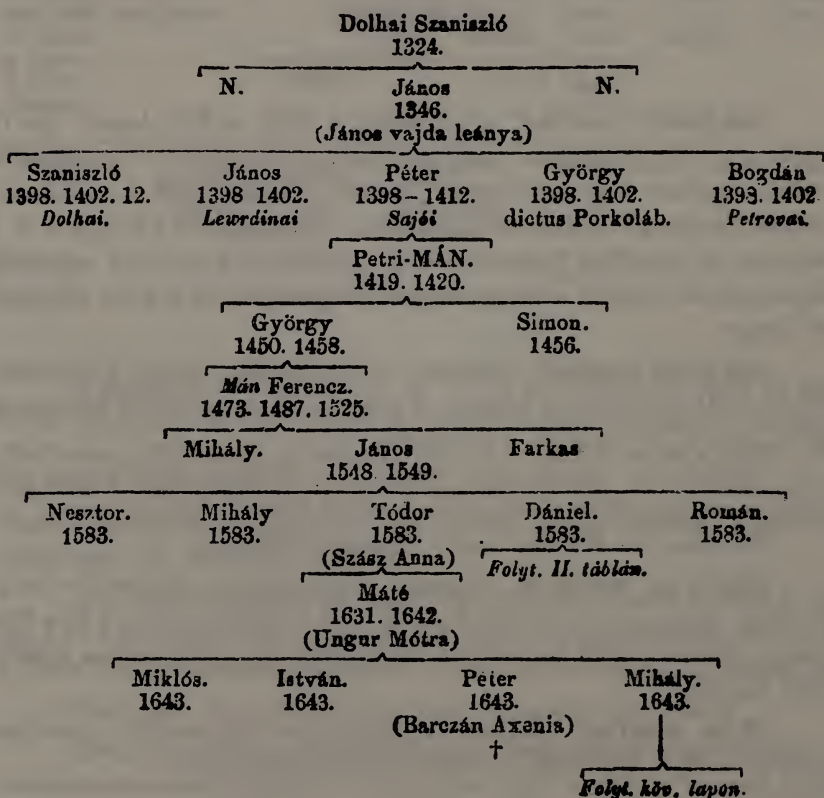 Dolhai Szaniszló
1324.
N. János N.
1346.
(János vajda leánya)
Szaniszló János Péter György Bogdán
1398. 1402. 12. 1398 1402. 1398–1412. 1398. 1402. 1398. 1402
Dolhai. Lewrdinai Sajói dictus Porkoláb. Petrovai.
Petri-MÁN.
1419. 1420.
György Simon.
1450. 1458. 1456.
Mán Ferencz.
1473. 1487. 1525.
Mihály. János Farkas
1548. 1549.
Nesztor. Mihály Tódor Dániel. Román.
1583. 1583. 1583. 1583. 1583.
(Szász Anna) Folyt. II. táblán.
Máté
1631. 1642.
(Ungur Mótra)
Miklós. István. Péter Mihály.
1643. 1643. 1643. 1643.
(Barczán Axenia)
†
Folyt. köv. lapon.